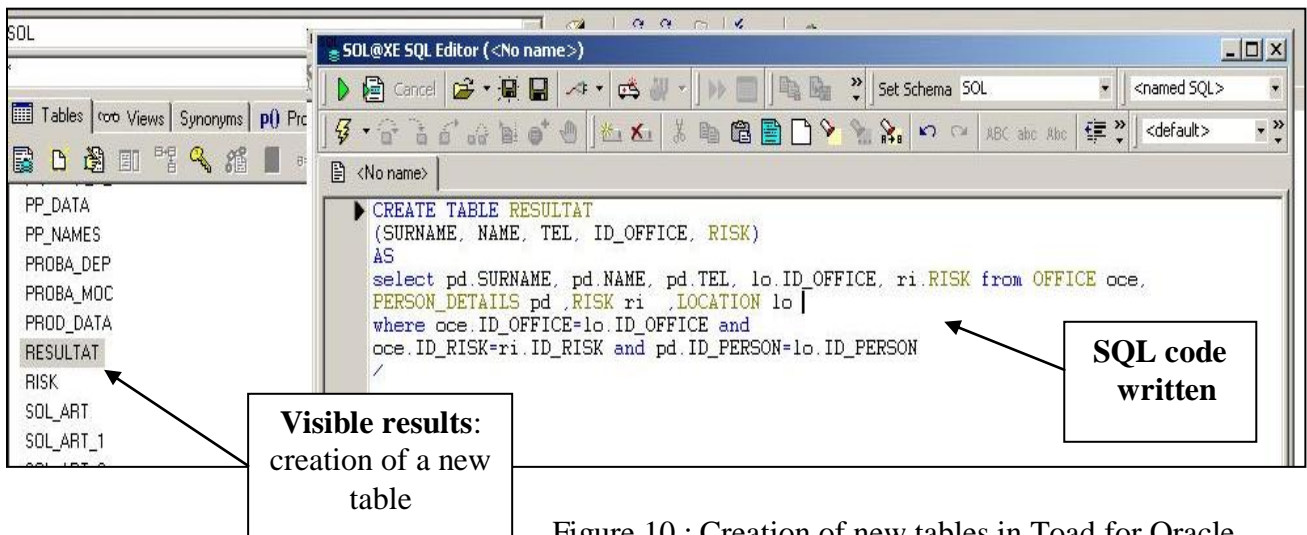 SOL
SOL@XE SQL Editor (<No name>)
Cancel
Set Schema SOL
<named SQL>
Tables Views Synonyms p()
ABC abc Abc
<default>
<No name>
PP_DATA
PP_NAMES
PROBA_DEP
PROBA_MOC
PROD_DATA
RESULTAT
RISK
SOL_ART
SOL_ART_1
CREATE TABLE RESULTAT
(SURNAME, NAME, TEL, ID_OFFICE, RISK)
AS
select pd.SURNAME, pd.NAME, pd.TEL, lo.ID_OFFICE, ri.RISK from OFFICE oce,
PERSON_DETAILS pd ,RISK ri ,LOCATION lo
where oce.ID_OFFICE=lo.ID_OFFICE and
oce.ID_RISK=ri.ID_RISK and pd.ID_PERSON=lo.ID_PERSON
/
SQL code
written
Visible results:
creation of a new
table
Figure 10 : Creation of new tables in Toad for Oracle